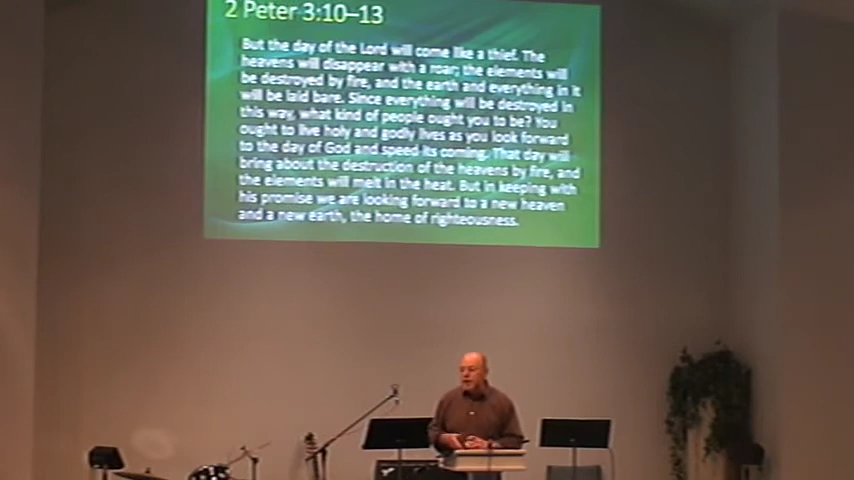 2 Peter 3:10–13
But the day of the Lord will come like a thief. The
heavens will disappear with a roar; the elements will
be destroyed by fire, and the earth and everything in it
will be laid bare. Since everything will be destroyed in
this way, what kind of people ought you to be? You
ought to live holy and godly lives as you look forward
to the day of God and speed its coming. That day will
bring about the destruction of the heavens by fire, and
the elements will melt in the heat. But in keeping with
his promise we are looking forward to a new heaven
and a new earth, the home of righteousness.